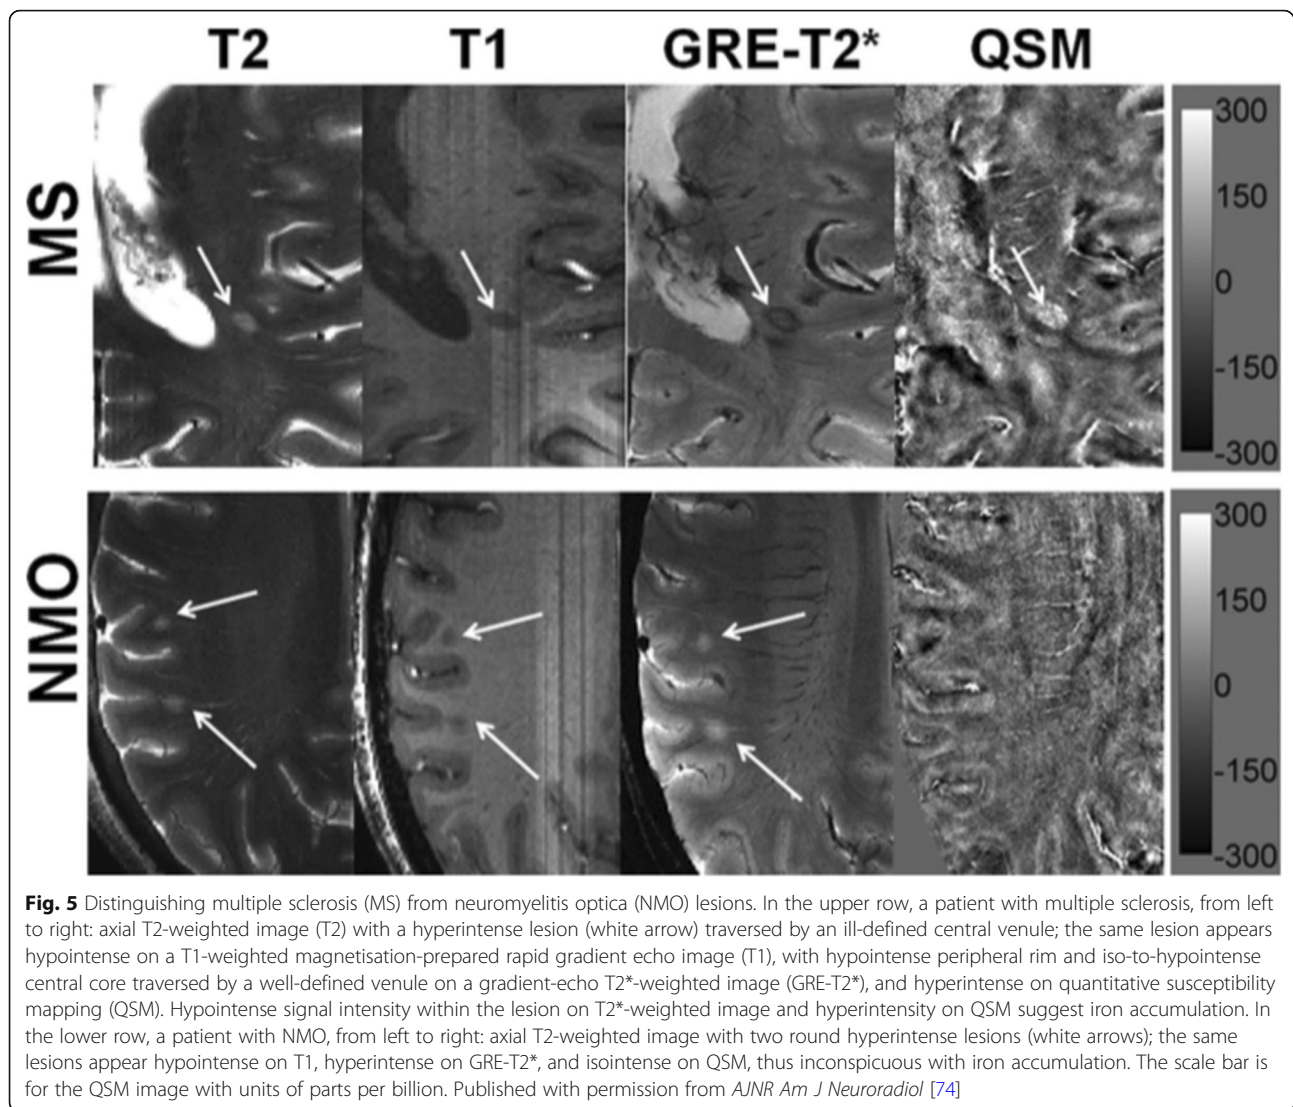 T2 T1 GRE-T2* QSM
MS
300
150
0
-150
-300
NMO
300
150
0
-150
-300
Fig. 5 Distinguishing multiple sclerosis (MS) from neuromyelitis optica (NMO) lesions. In the upper row, a patient with multiple sclerosis, from left
to right: axial T2-weighted image (T2) with a hyperintense lesion (white arrow) traversed by an ill-defined central venule; the same lesion appears
hypointense on a T1-weighted magnetisation-prepared rapid gradient echo image (T1), with hypointense peripheral rim and iso-to-hypointense
central core traversed by a well-defined venule on a gradient-echo T2*-weighted image (GRE-T2*), and hyperintense on quantitative susceptibility
mapping (QSM). Hypointense signal intensity within the lesion on T2*-weighted image and hyperintensity on QSM suggest iron accumulation. In
the lower row, a patient with NMO, from left to right: axial T2-weighted image with two round hyperintense lesions (white arrows); the same
lesions appear hypointense on T1, hyperintense on GRE-T2*, and isointense on QSM, thus inconspicuous with iron accumulation. The scale bar is
for the QSM image with units of parts per billion. Published with permission from AJNR Am J Neuroradiol [74]